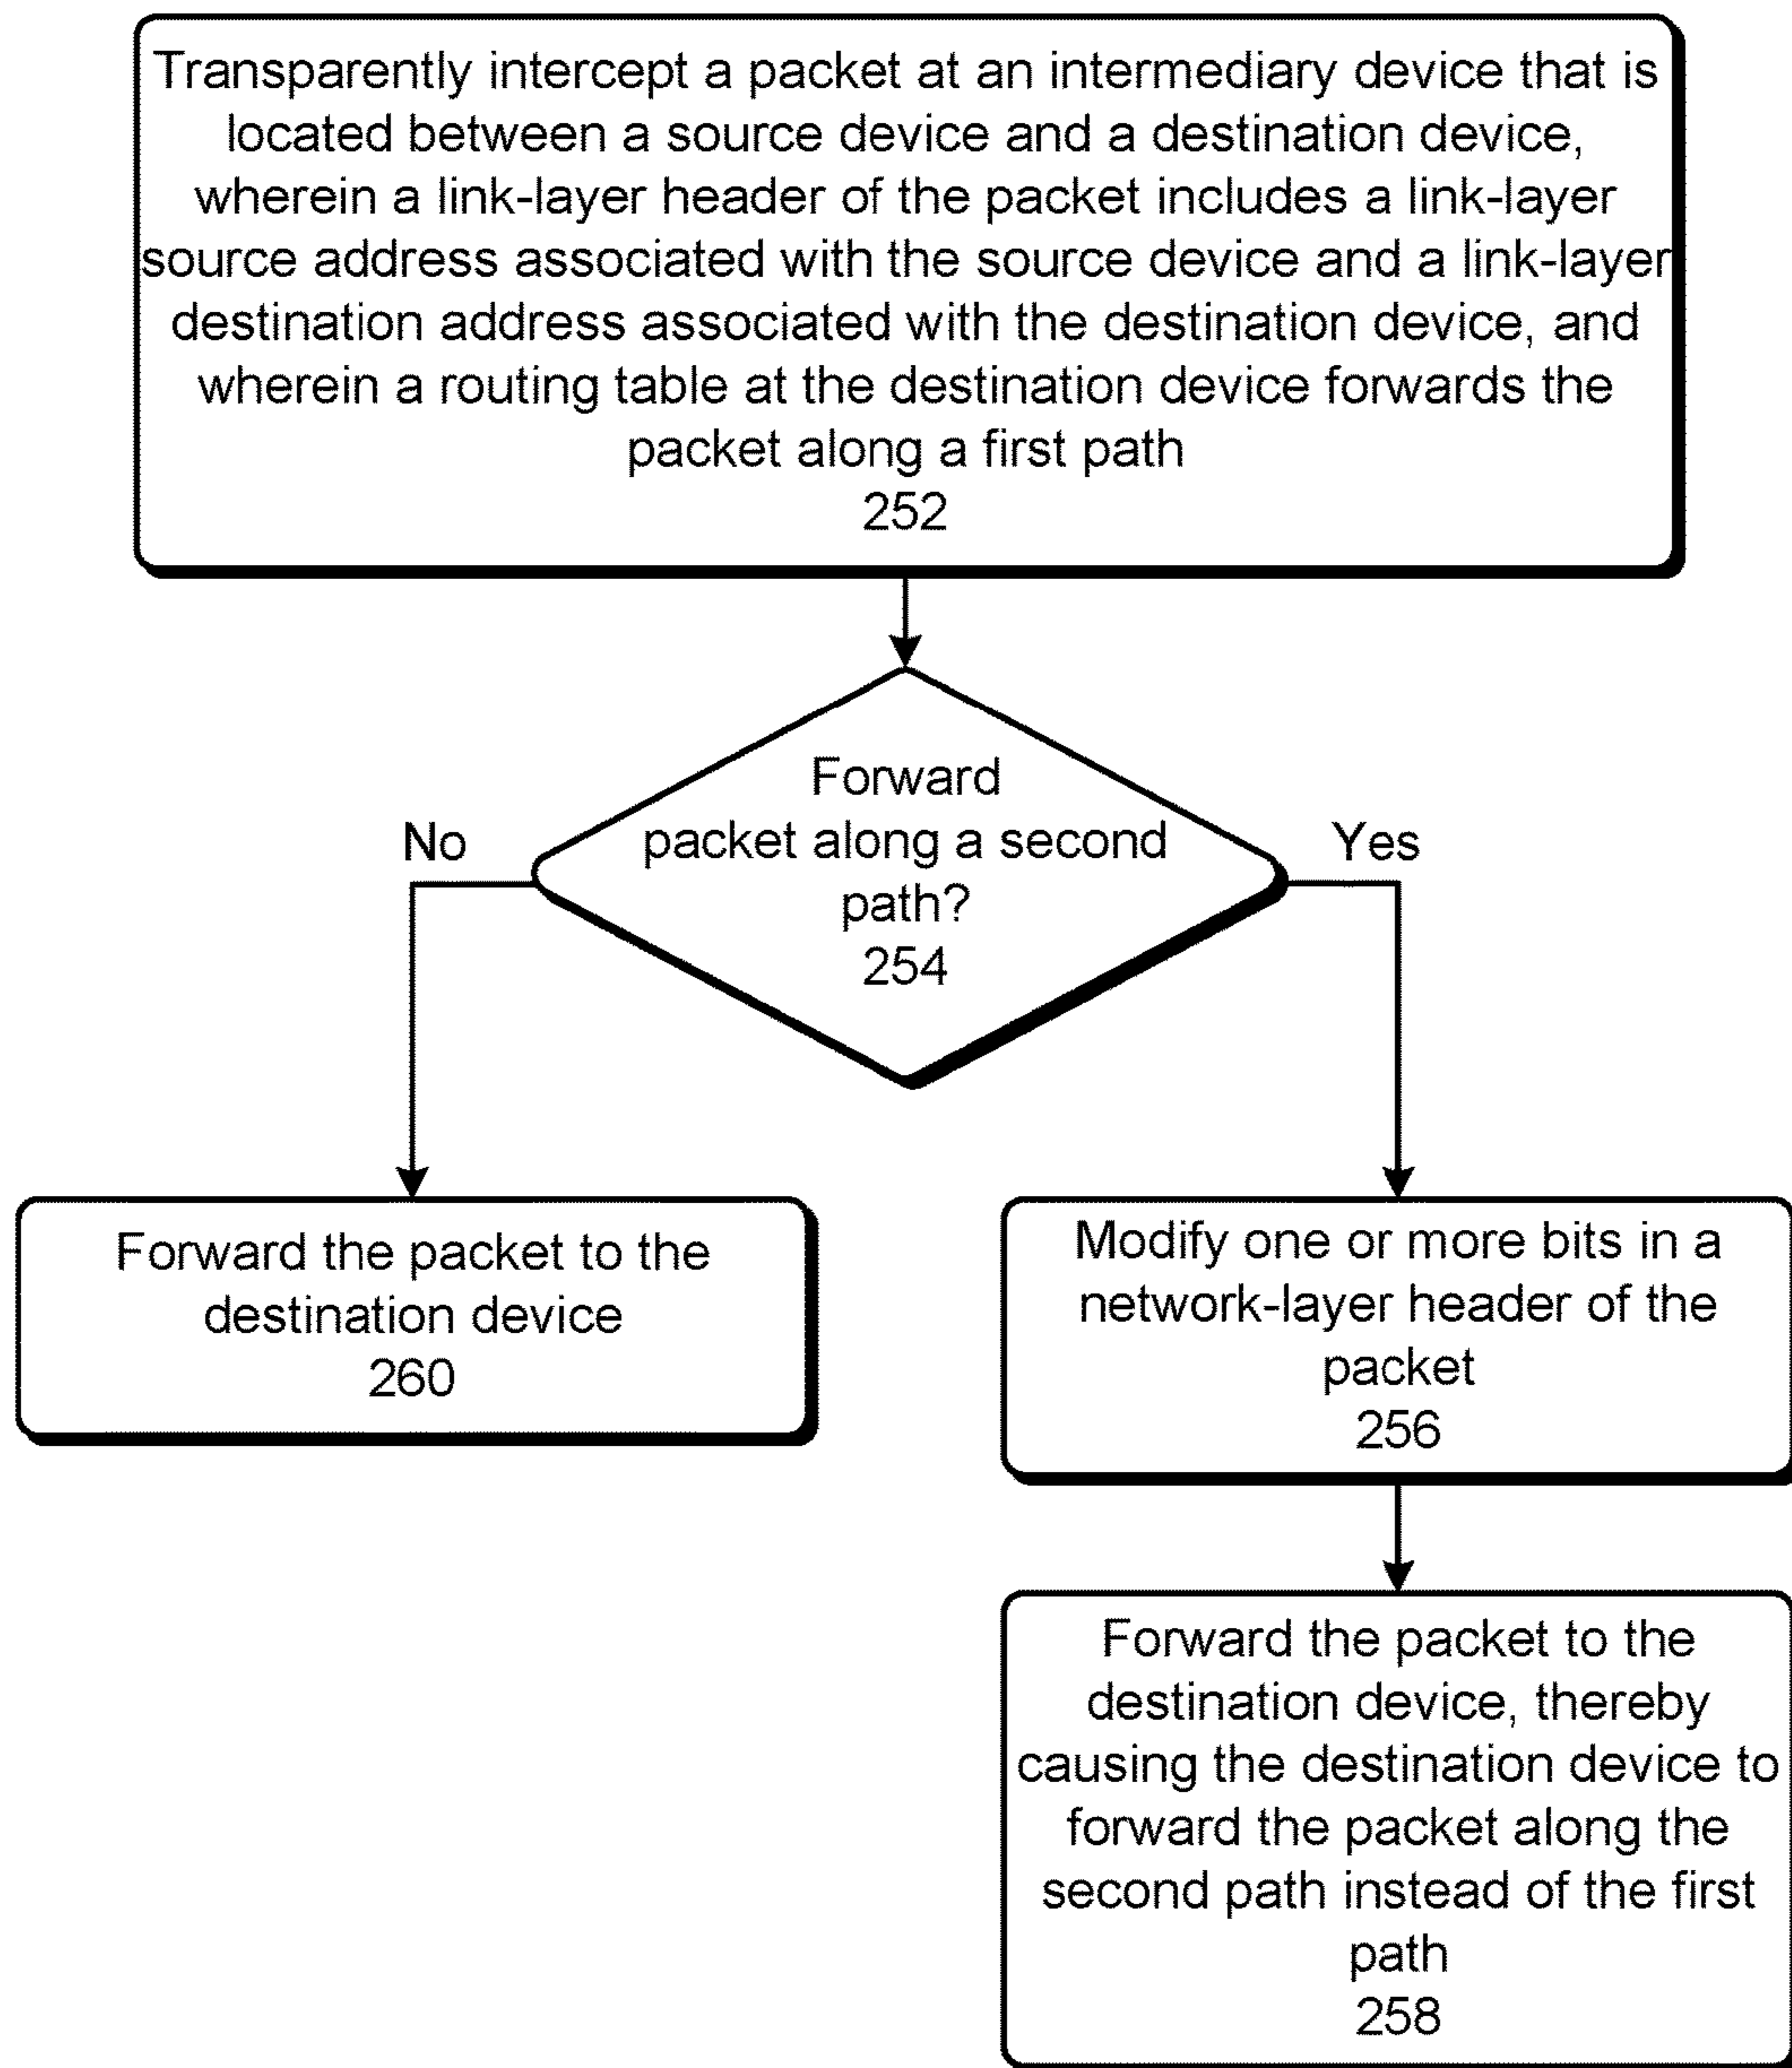 Transparently intercept a packet at an intermediary device that is
located between a source device and a destination device,
wherein a link-layer header of the packet includes a link-layer
source address associated with the source device and a link-layer
destination address associated with the destination device, and
wherein a routing table at the destination device forwards the
packet along a first path
252
Forward
packet along a second
path?
254
No
Yes
Forward the packet to the
destination device
260
Modify one or more bits in a
network-layer header of the
packet
256
Forward the packet to the
destination device, thereby
causing the destination device to
forward the packet along the
second path instead of the first
path
258